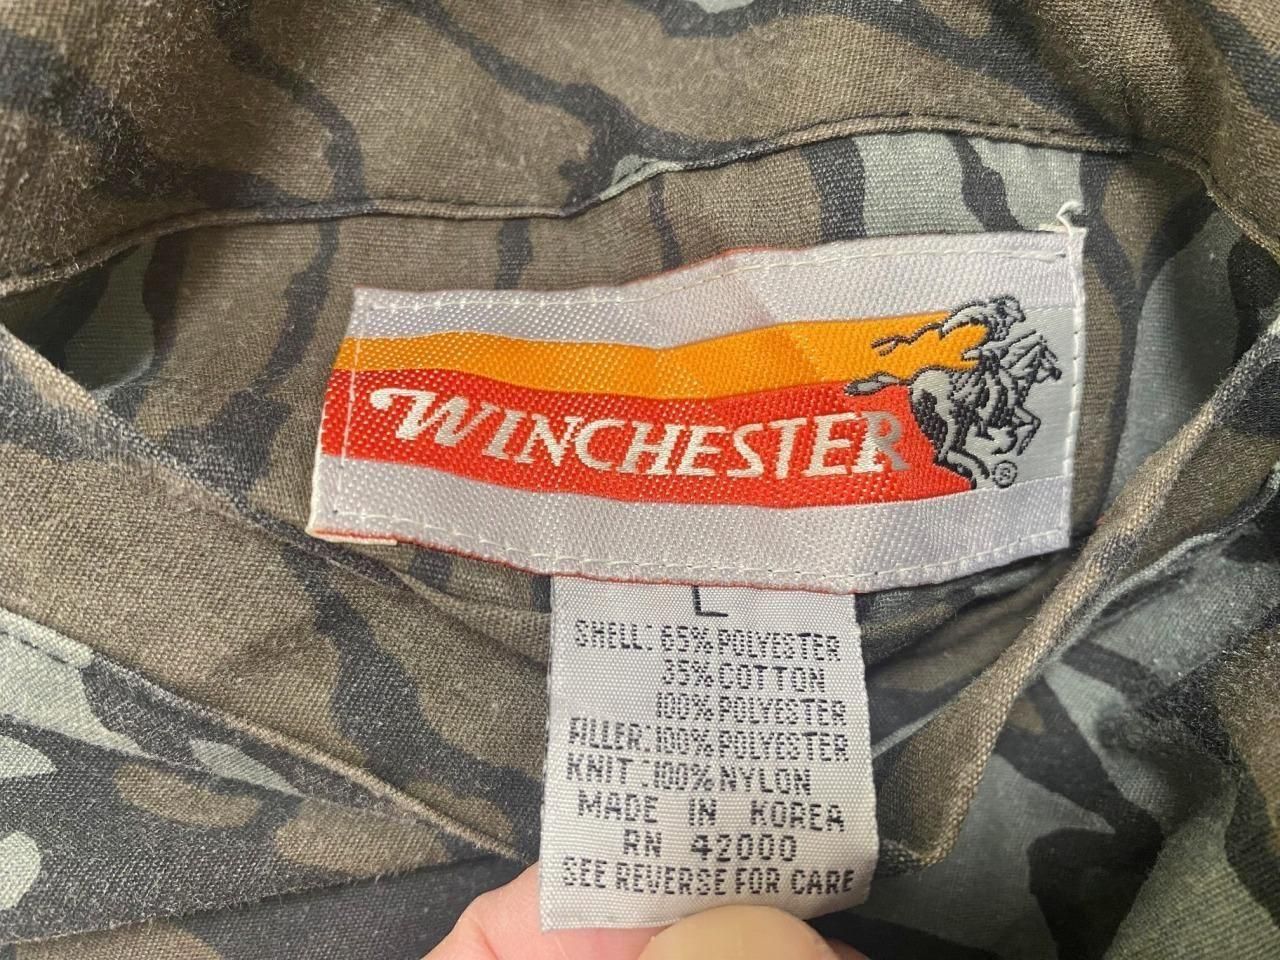 WINCHESTER
®
L
SHELL: 65% POLYESTER
35% COTTON
100% POLYESTER
FILLER: 100% POLYESTER
KNIT: 100% NYLON
MADE IN KOREA
RN 42000
SEE REVERSE FOR CARE